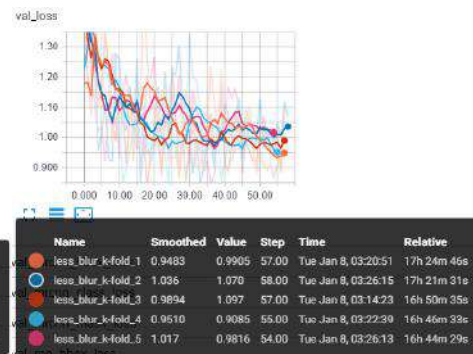 val_loss
1.30
1.20
1.10
1.00
0.900
0.000 10.00 20.00 30.00 40.00 50.00
Name Smoothed Value Step Time Relative
less_blur_k-fold_1 0.9483 0.9905 57.00 Tue Jan 8, 03:20:51 17h 24m 46s
less_blur_k-fold_2 1.036 1.070 58.00 Tue Jan 8, 03:26:15 17h 21m 31s
less_blur_k-fold_3 0.9894 1.097 57.00 Tue Jan 8, 03:14:23 16h 50m 35s
less_blur_k-fold_4 0.9510 0.9085 55.00 Tue Jan 8, 03:22:39 16h 46m 33s
less_blur_k-fold_5 1.017 0.9816 54.00 Tue Jan 8, 03:26:13 16h 44m 29s